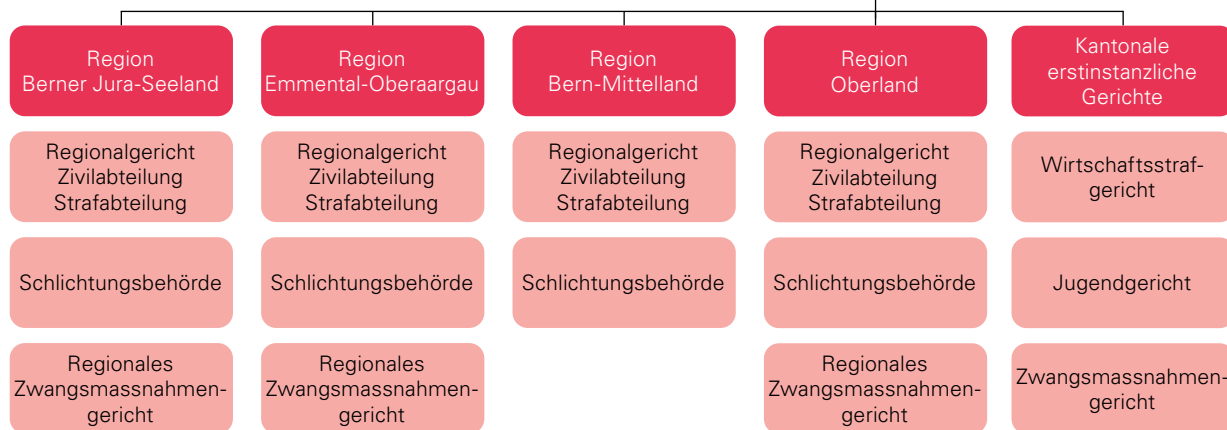 Region
Berner Jura-Seeland
Region
Emmental-Oberaargau
Region
Bern-Mittelland
Region
Oberland
Kantonale
erstinstanzliche
Gerichte
Regionalgericht
Zivilabteilung
Strafabteilung
Regionalgericht
Zivilabteilung
Strafabteilung
Regionalgericht
Zivilabteilung
Strafabteilung
Regionalgericht
Zivilabteilung
Strafabteilung
Wirtschaftsstraf-
gericht
Schlichtungsbehörde
Schlichtungsbehörde
Schlichtungsbehörde
Schlichtungsbehörde
Jugendgericht
Regionales
Zwangsmassnahmen-
gericht
Regionales
Zwangsmassnahmen-
gericht
Regionales
Zwangsmassnahmen-
gericht
Zwangsmassnahmen-
gericht